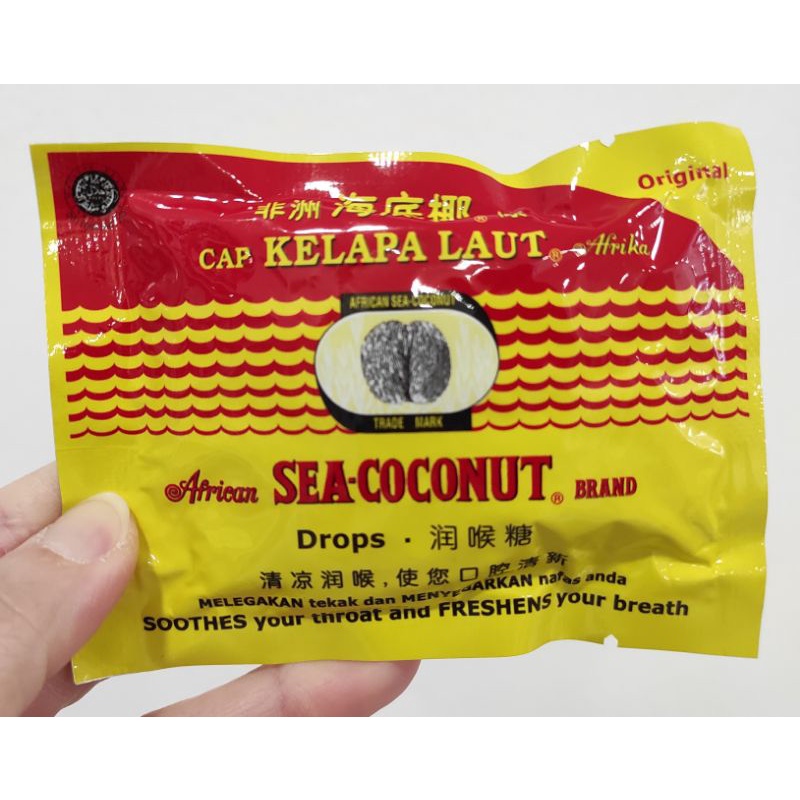 Original
非洲 海底椰®
CAP KELAPA LAUT® Afrika
AFRICAN SEA-COCONUT
TRADE MARK
African SEA-COCONUT® BRAND
Drops · 润喉糖
清凉润喉,使您口腔清新
MELEGAKAN tekak dan MENYEGARKAN nafas anda
SOOTHES your throat and FRESHENS your breath